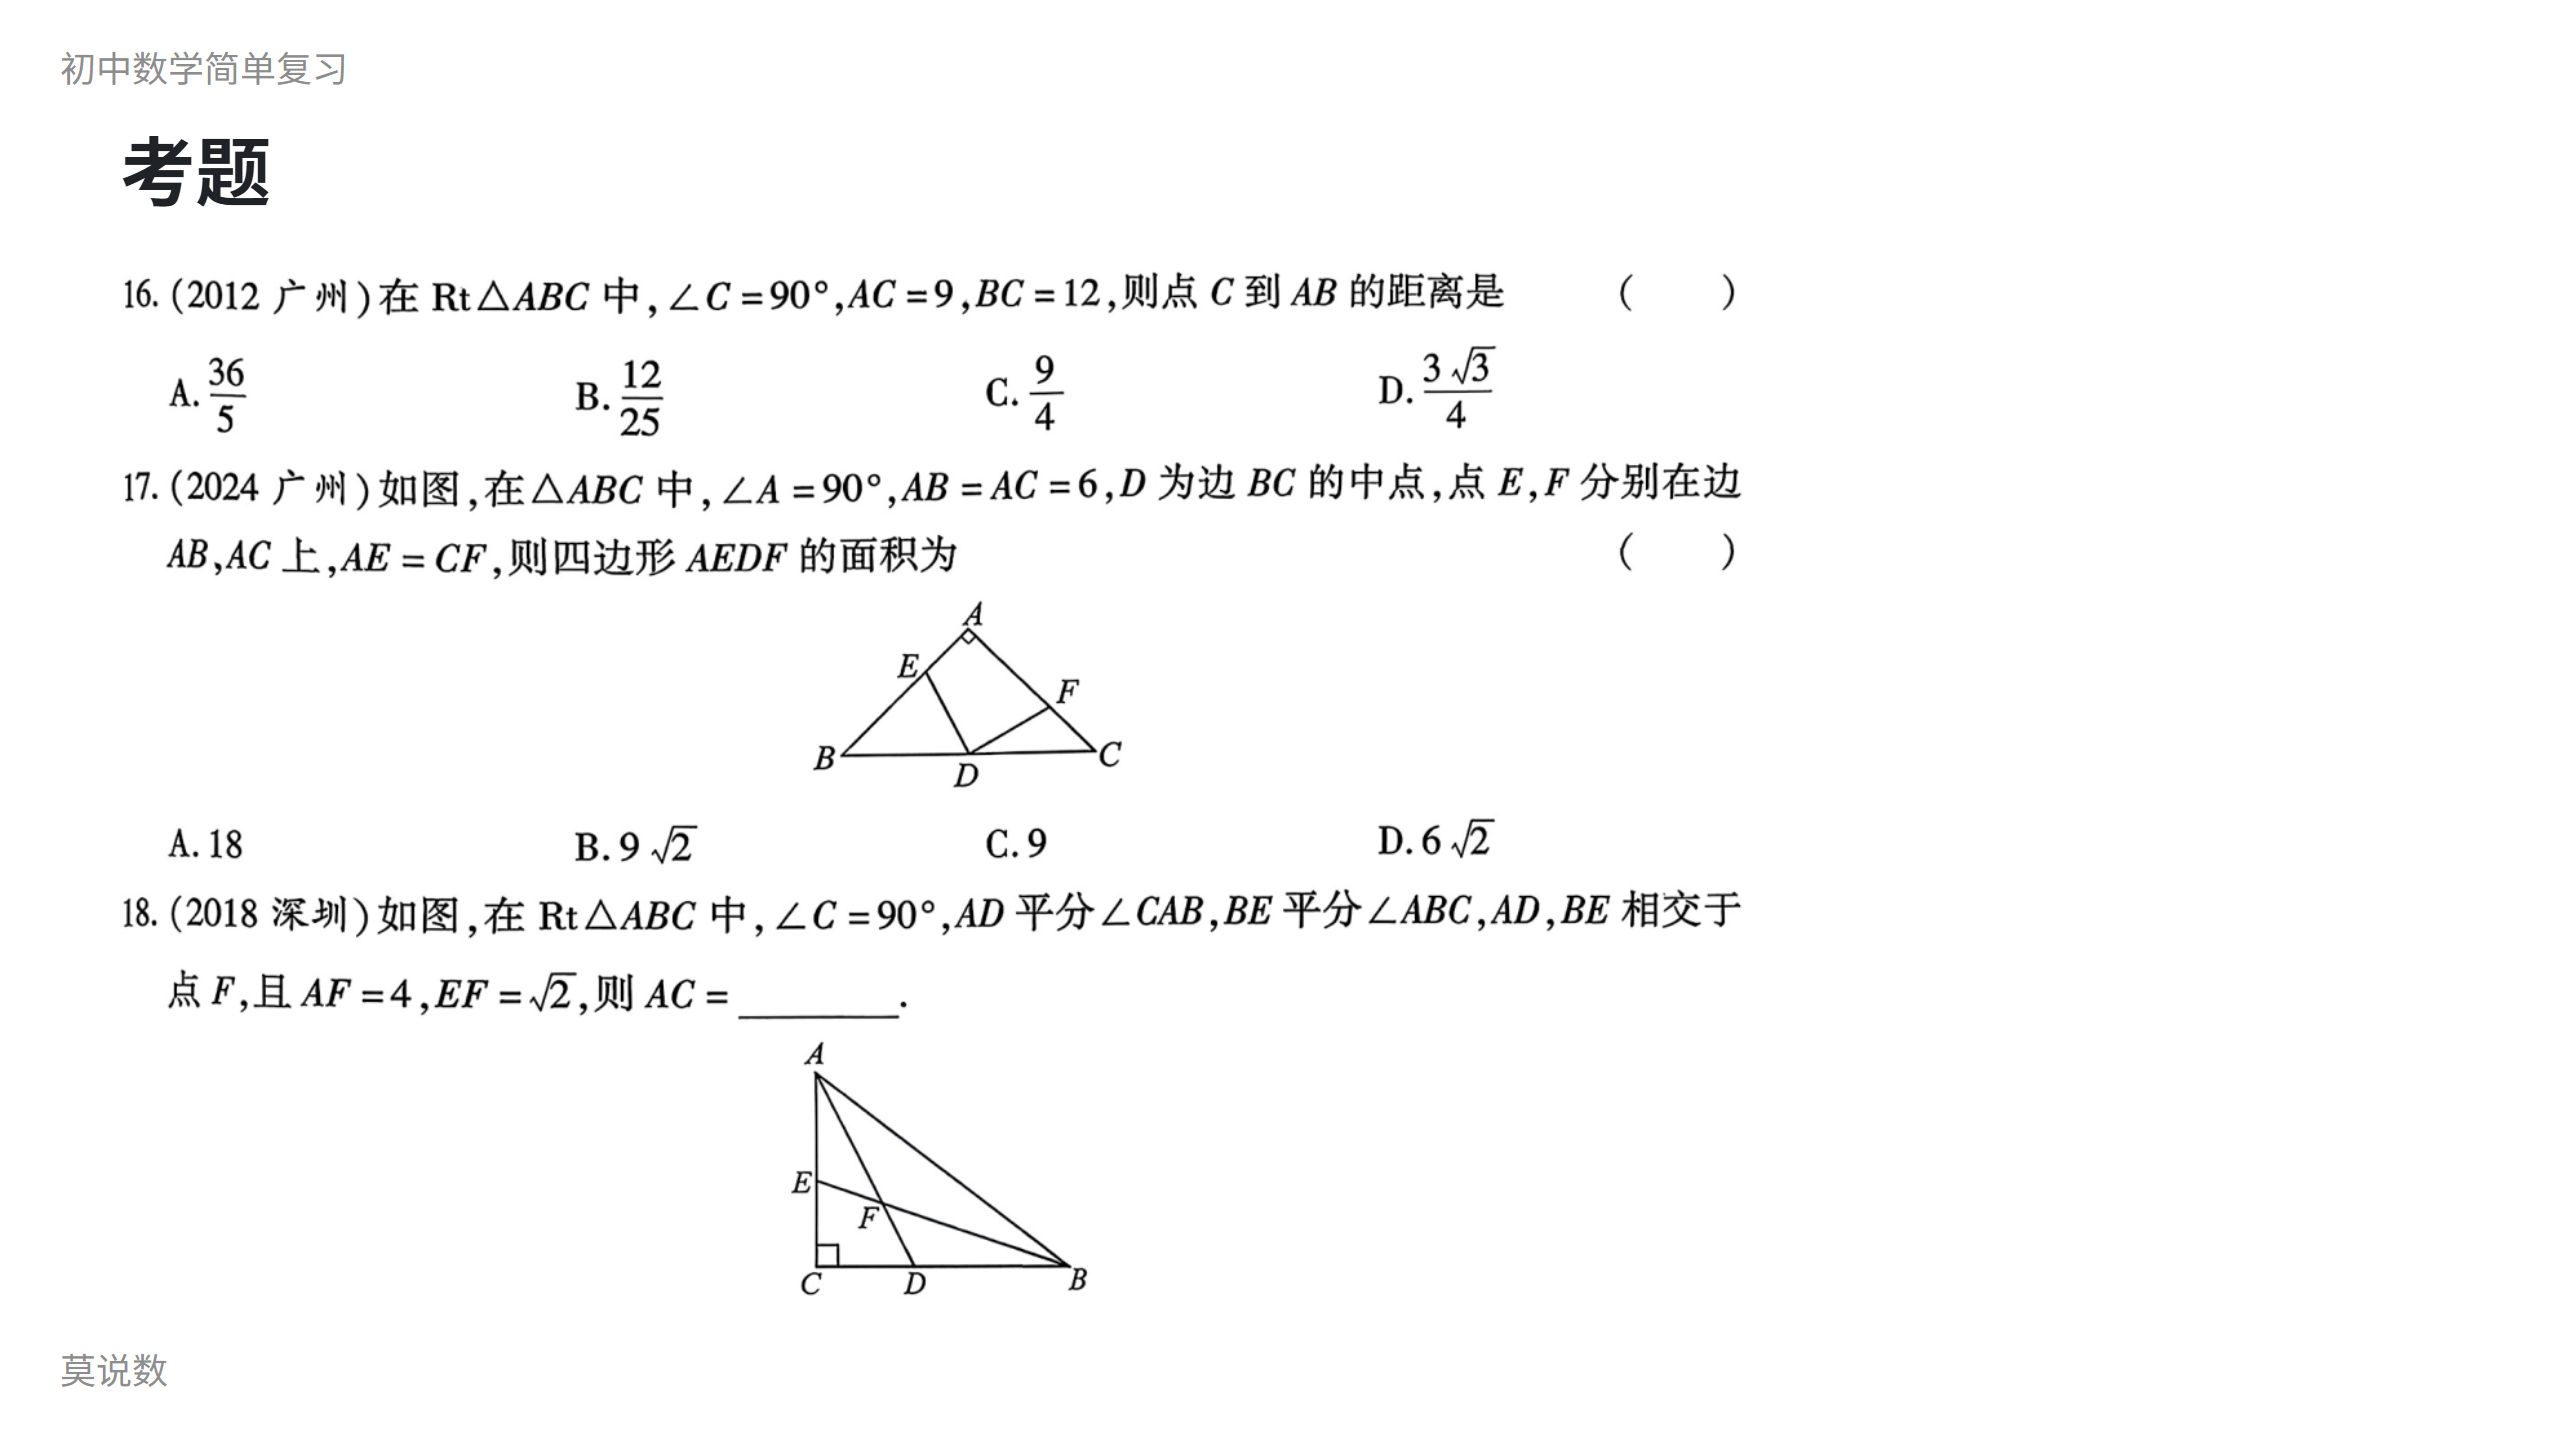 初中数学简单复习
考题
16.(2012 广州)在 Rt△ABC 中,∠C=90°,AC=9,BC=12,则点 C 到 AB 的距离是 ( )
A. 36/5 B. 12/25 C. 9/4 D. 3√3/4
17.(2024 广州)如图,在△ABC 中,∠A=90°,AB=AC=6,D 为边 BC 的中点,点 E,F 分别在边
AB,AC 上,AE=CF,则四边形 AEDF 的面积为 ( )
A
E
F
B
D
C
A. 18 B. 9√2 C. 9 D. 6√2
18.(2018 深圳)如图,在 Rt△ABC 中,∠C=90°,AD 平分∠CAB,BE 平分∠ABC,AD,BE 相交于
点 F,且 AF=4,EF=√2,则 AC=________.
A
E
F
C
D
B
莫说数